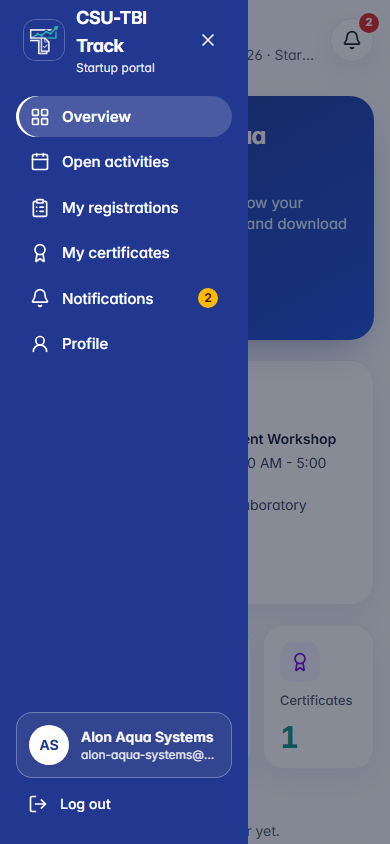 CSU-TBI
Track
Startup portal
26 · Star...
2
Overview
Open activities
My registrations
My certificates
Notifications
2
Profile
ow your
and download
ent Workshop
0 AM - 5:00
aboratory
Certificates
1
AS
Alon Aqua Systems
alon-aqua-systems@...
Log out
r yet.